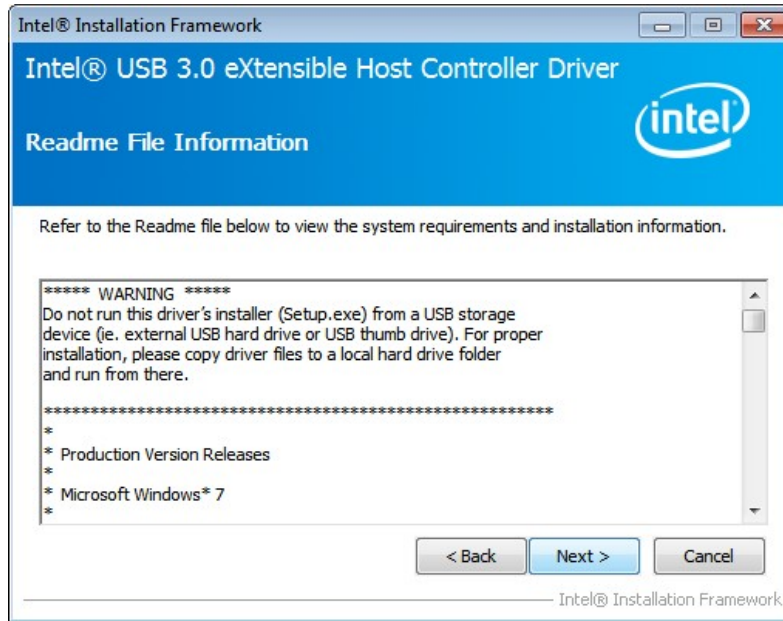 Intel® Installation Framework
Intel® USB 3.0 eXtensible Host Controller Driver
intel
Readme File Information
Refer to the Readme file below to view the system requirements and installation information.
***** WARNING *****
Do not run this driver's installer (Setup.exe) from a USB storage
device (ie. external USB hard drive or USB thumb drive). For proper
installation, please copy driver files to a local hard drive folder
and run from there.
*******************************************************
*
* Production Version Releases
*
* Microsoft Windows* 7
*
< Back
Next >
Cancel
Intel® Installation Framework